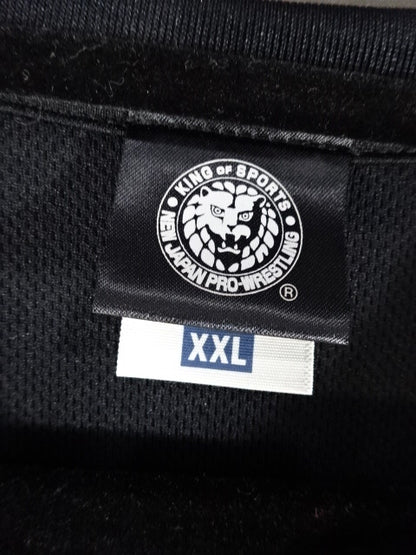 KING OF SPORTS
NEW JAPAN PRO-WRESTLING
®
XXL